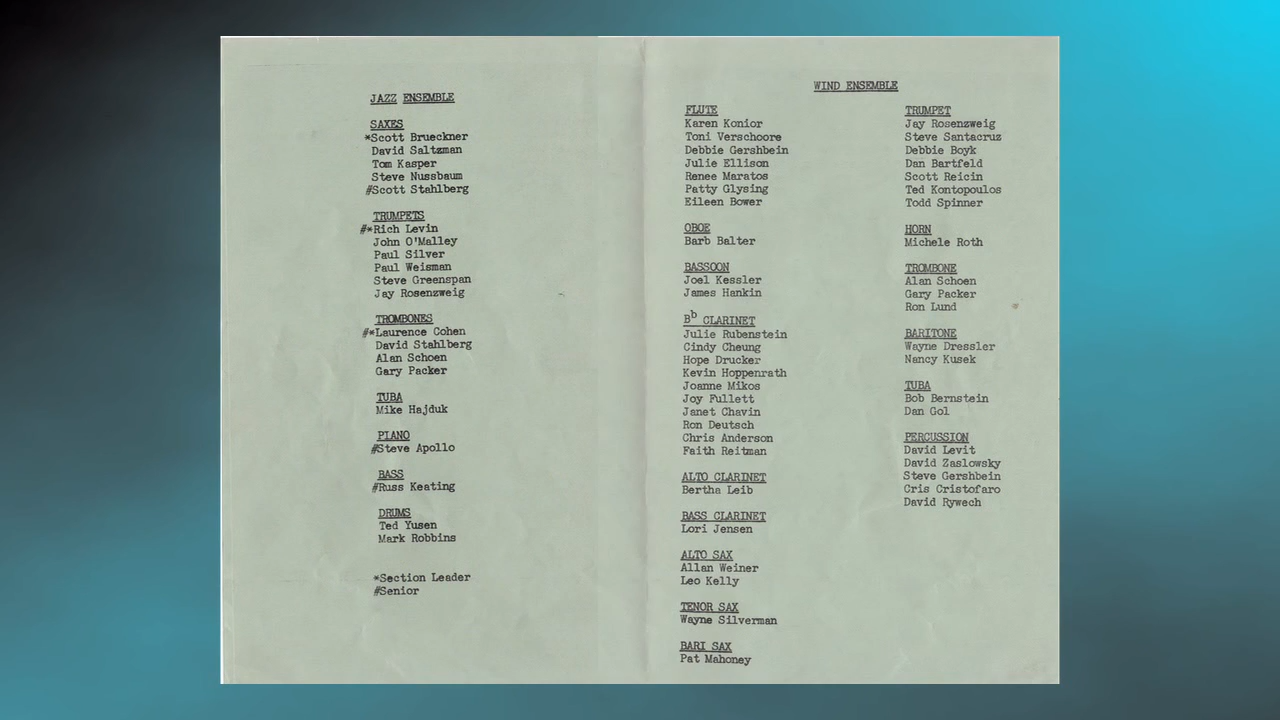 JAZZ ENSEMBLE
SAXES
*Scott Brueckner
David Saltzman
Tom Kasper
Steve Nussbaum
#Scott Stahlberg
TRUMPETS
#*Rich Levin
John O'Malley
Paul Silver
Paul Weisman
Steve Greenspan
Jay Rosenzweig
TROMBONES
#*Laurence Cohen
David Stahlberg
Alan Schoen
Gary Packer
TUBA
Mike Hajduk
PIANO
#Steve Apollo
BASS
#Russ Keating
DRUMS
Ted Yusen
Mark Robbins
*Section Leader
#Senior
WIND ENSEMBLE
FLUTE
Karen Konior
Toni Verschoore
Debbie Gershbein
Julie Ellison
Renee Maratos
Patty Glysing
Eileen Bower
OBOE
Barb Balter
BASSOON
Joel Kessler
James Hankin
Bb CLARINET
Julie Rubenstein
Cindy Cheung
Hope Drucker
Kevin Hoppenrath
Joanne Mikos
Joy Fullett
Janet Chavin
Ron Deutsch
Chris Anderson
Faith Reitman
ALTO CLARINET
Bertha Leib
BASS CLARINET
Lori Jensen
ALTO SAX
Allan Weiner
Leo Kelly
TENOR SAX
Wayne Silverman
BARI SAX
Pat Mahoney
TRUMPET
Jay Rosenzweig
Steve Santacruz
Debbie Boyk
Dan Bartfeld
Scott Reicin
Ted Kontopoulos
Todd Spinner
HORN
Michele Roth
TROMBONE
Alan Schoen
Gary Packer
Ron Lund
BARITONE
Wayne Dressler
Nancy Kusek
TUBA
Bob Bernstein
Dan Gol
PERCUSSION
David Levit
David Zaslowsky
Steve Gershbein
Cris Cristofaro
David Rywech